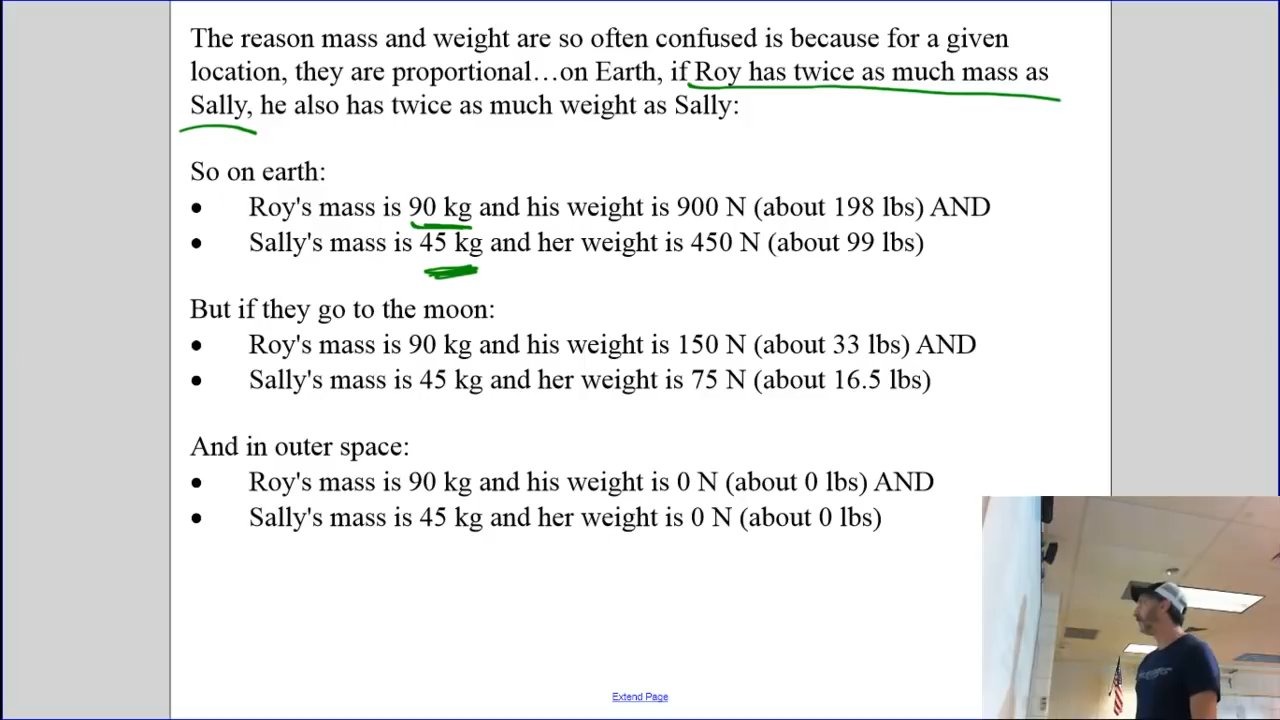 The reason mass and weight are so often confused is because for a given
location, they are proportional…on Earth, if Roy has twice as much mass as
Sally, he also has twice as much weight as Sally:
So on earth:
• Roy's mass is 90 kg and his weight is 900 N (about 198 lbs) AND
• Sally's mass is 45 kg and her weight is 450 N (about 99 lbs)
But if they go to the moon:
• Roy's mass is 90 kg and his weight is 150 N (about 33 lbs) AND
• Sally's mass is 45 kg and her weight is 75 N (about 16.5 lbs)
And in outer space:
• Roy's mass is 90 kg and his weight is 0 N (about 0 lbs) AND
• Sally's mass is 45 kg and her weight is 0 N (about 0 lbs)
Extend Page